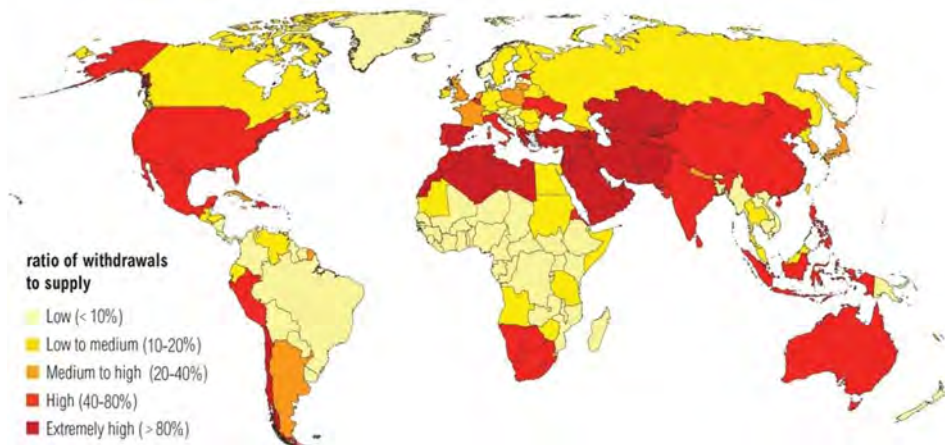 ratio of withdrawals
to supply
Low (< 10%)
Low to medium (10-20%)
Medium to high (20-40%)
High (40-80%)
Extremely high (> 80%)